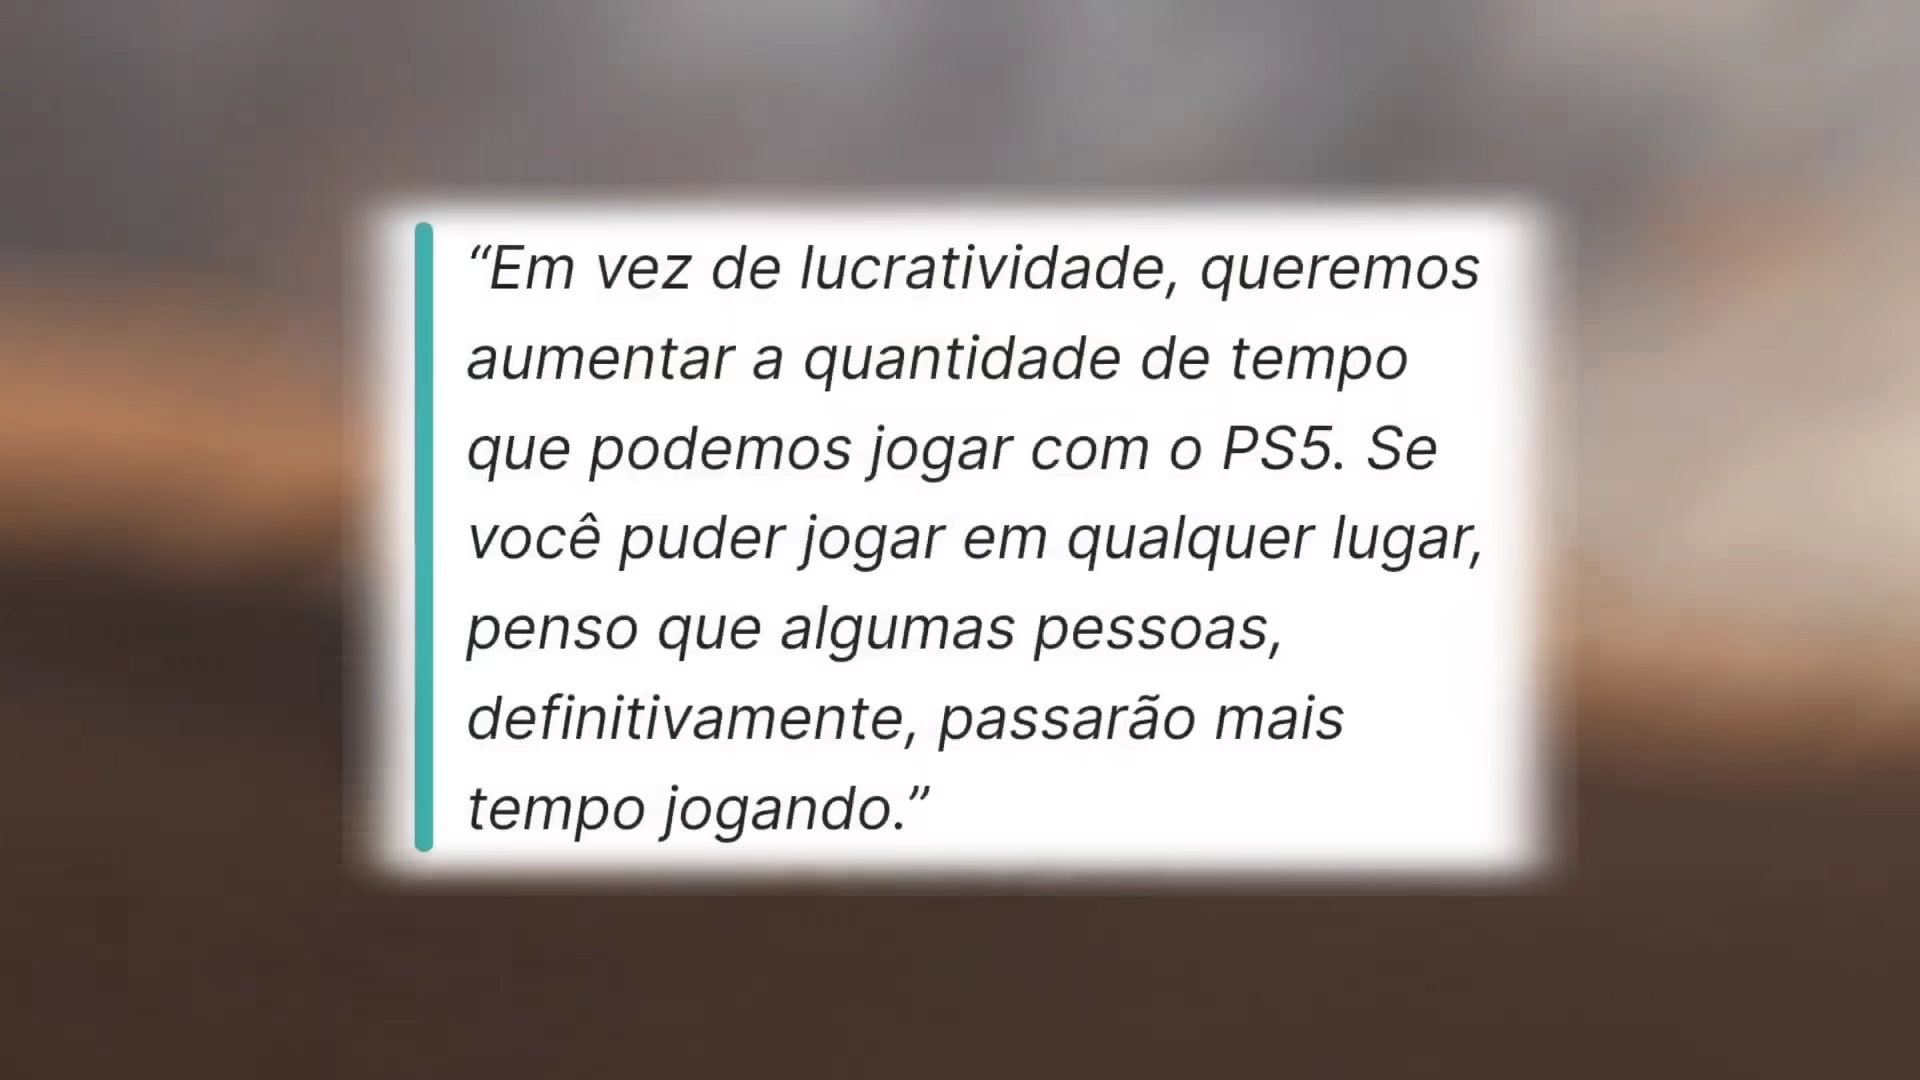 “Em vez de lucratividade, queremos
aumentar a quantidade de tempo
que podemos jogar com o PS5. Se
você puder jogar em qualquer lugar,
penso que algumas pessoas,
definitivamente, passarão mais
tempo jogando.”